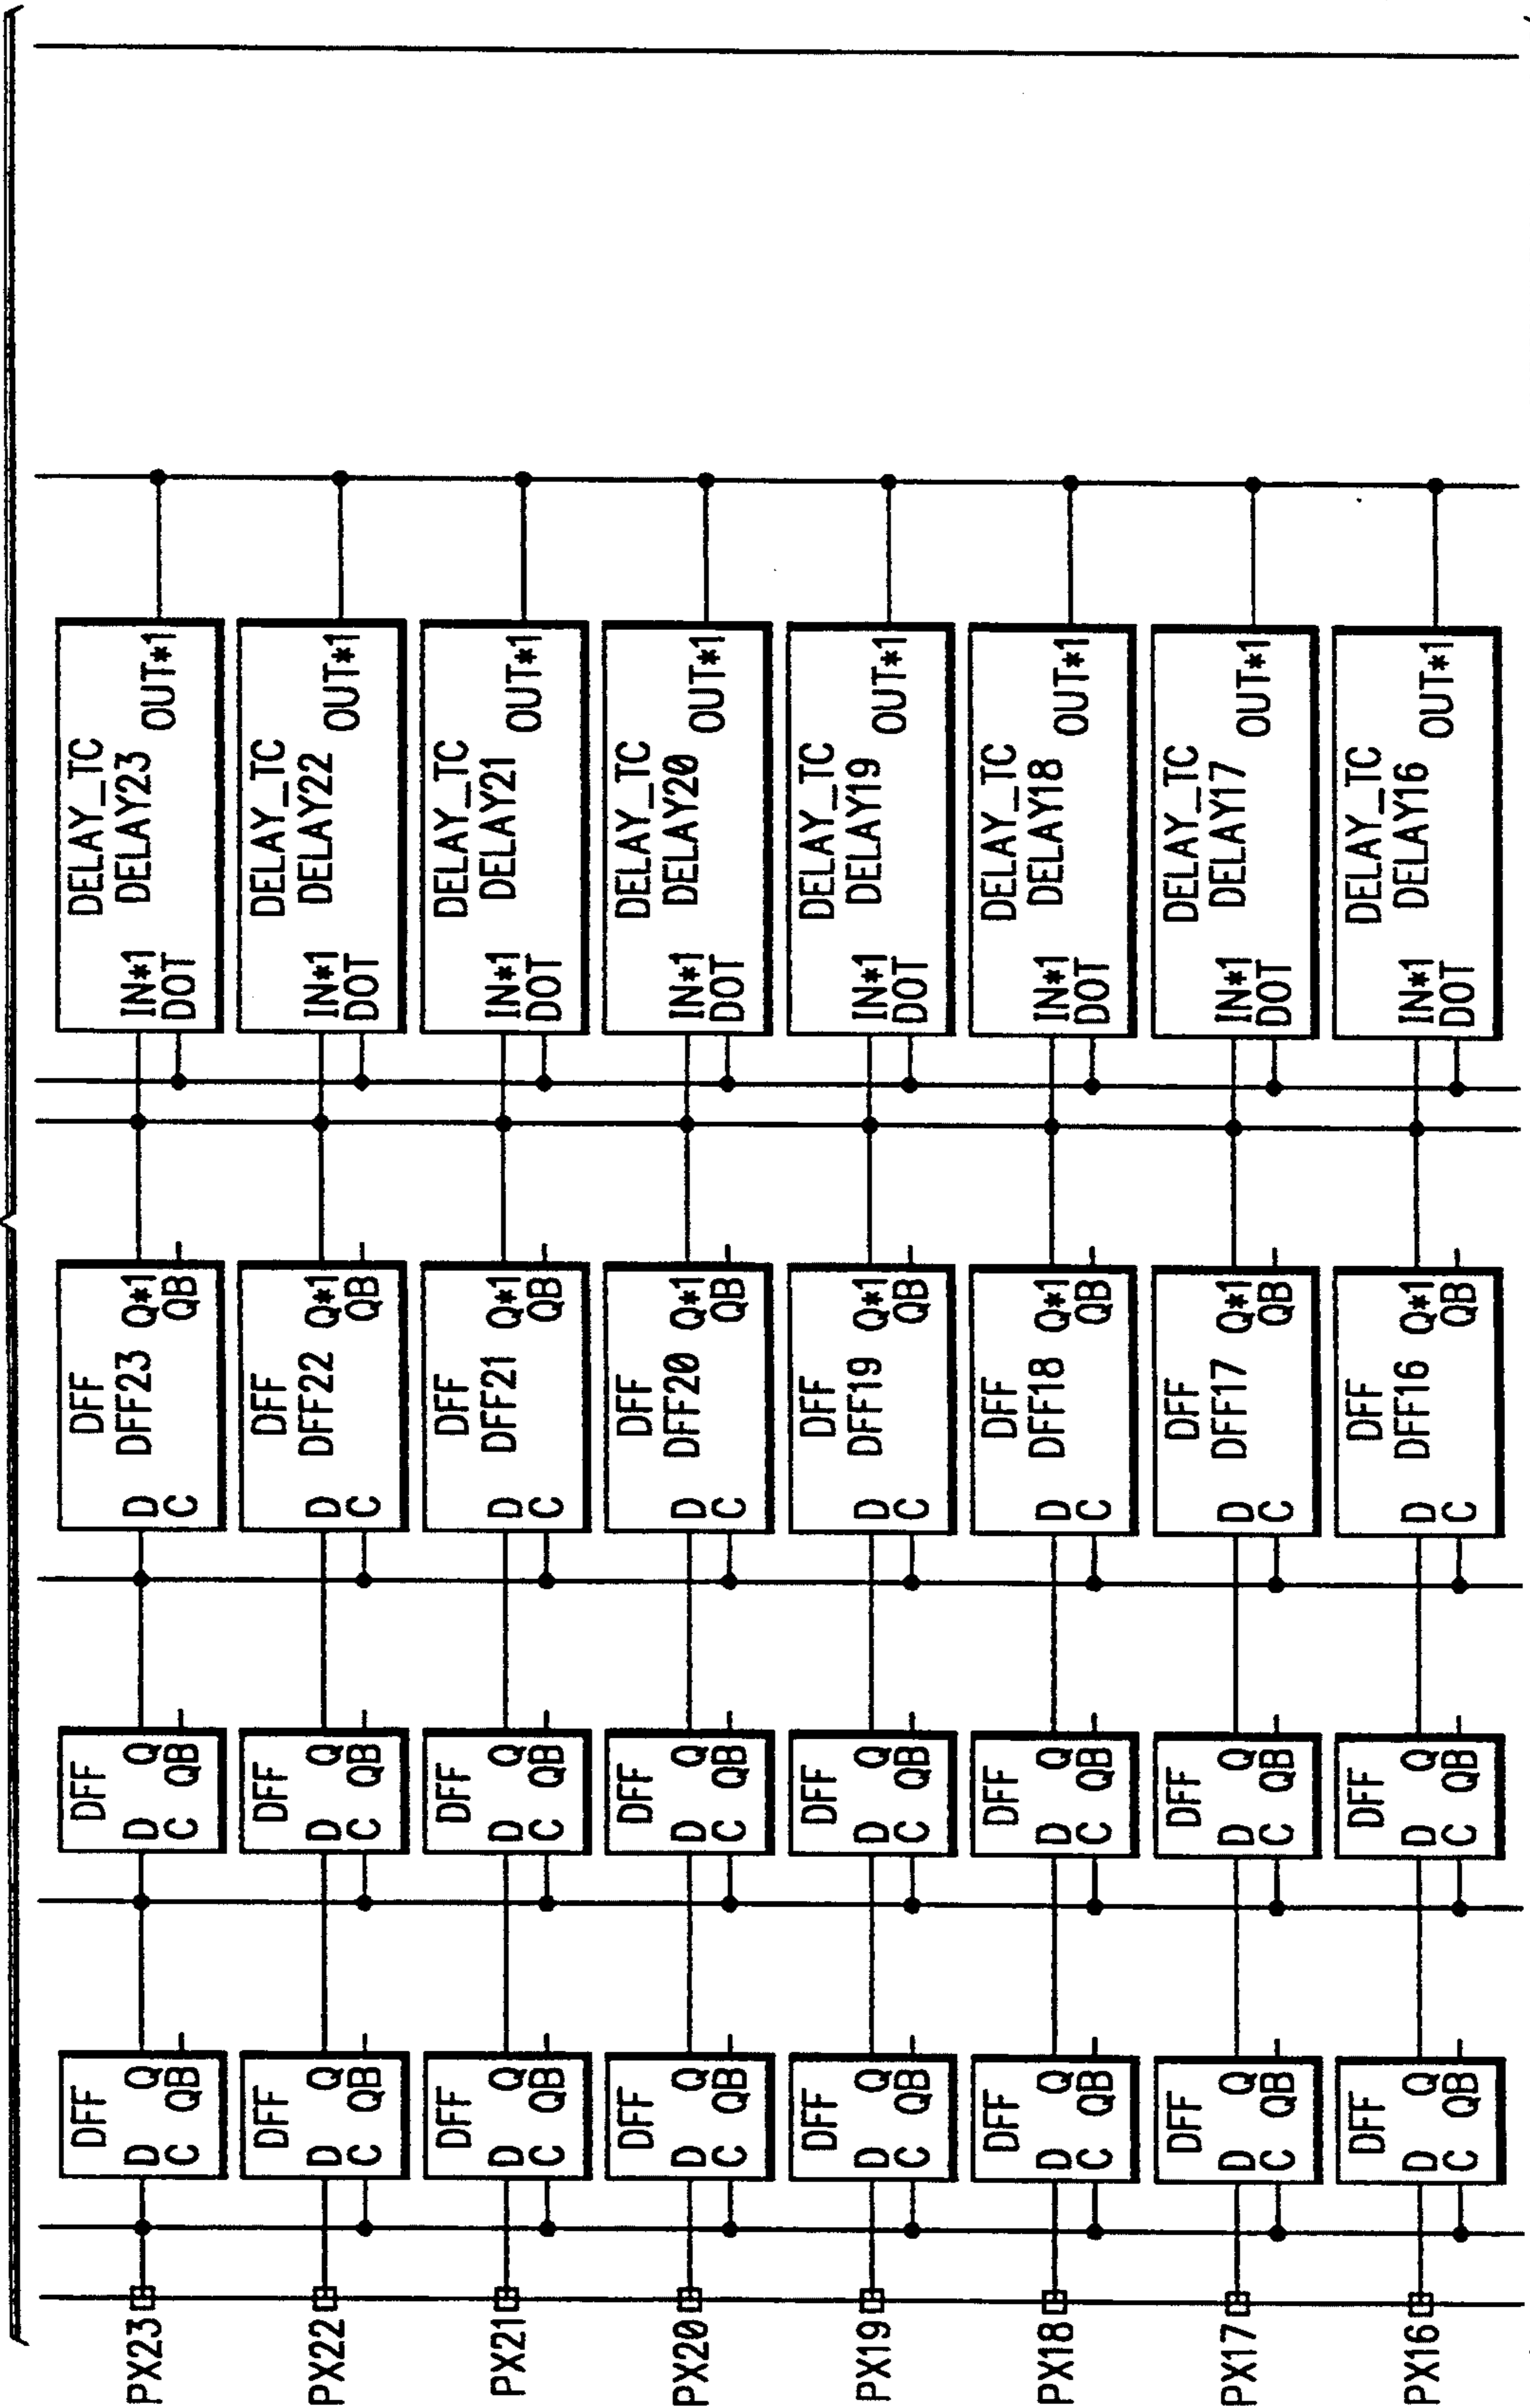 DFF DFF DFF DELAY_TC
PX23 D Q D Q D DFF23 Q*1 IN*1 DELAY23 OUT*1
C QB C QB C QB DOT
DFF DFF DFF DELAY_TC
PX22 D Q D Q D DFF22 Q*1 IN*1 DELAY22 OUT*1
C QB C QB C QB DOT
DFF DFF DFF DELAY_TC
PX21 D Q D Q D DFF21 Q*1 IN*1 DELAY21 OUT*1
C QB C QB C QB DOT
DFF DFF DFF DELAY_TC
PX20 D Q D Q D DFF20 Q*1 IN*1 DELAY20 OUT*1
C QB C QB C QB DOT
DFF DFF DFF DELAY_TC
PX19 D Q D Q D DFF19 Q*1 IN*1 DELAY19 OUT*1
C QB C QB C QB DOT
DFF DFF DFF DELAY_TC
PX18 D Q D Q D DFF18 Q*1 IN*1 DELAY18 OUT*1
C QB C QB C QB DOT
DFF DFF DFF DELAY_TC
PX17 D Q D Q D DFF17 Q*1 IN*1 DELAY17 OUT*1
C QB C QB C QB DOT
DFF DFF DFF DELAY_TC
PX16 D Q D Q D DFF16 Q*1 IN*1 DELAY16 OUT*1
C QB C QB C QB DOT